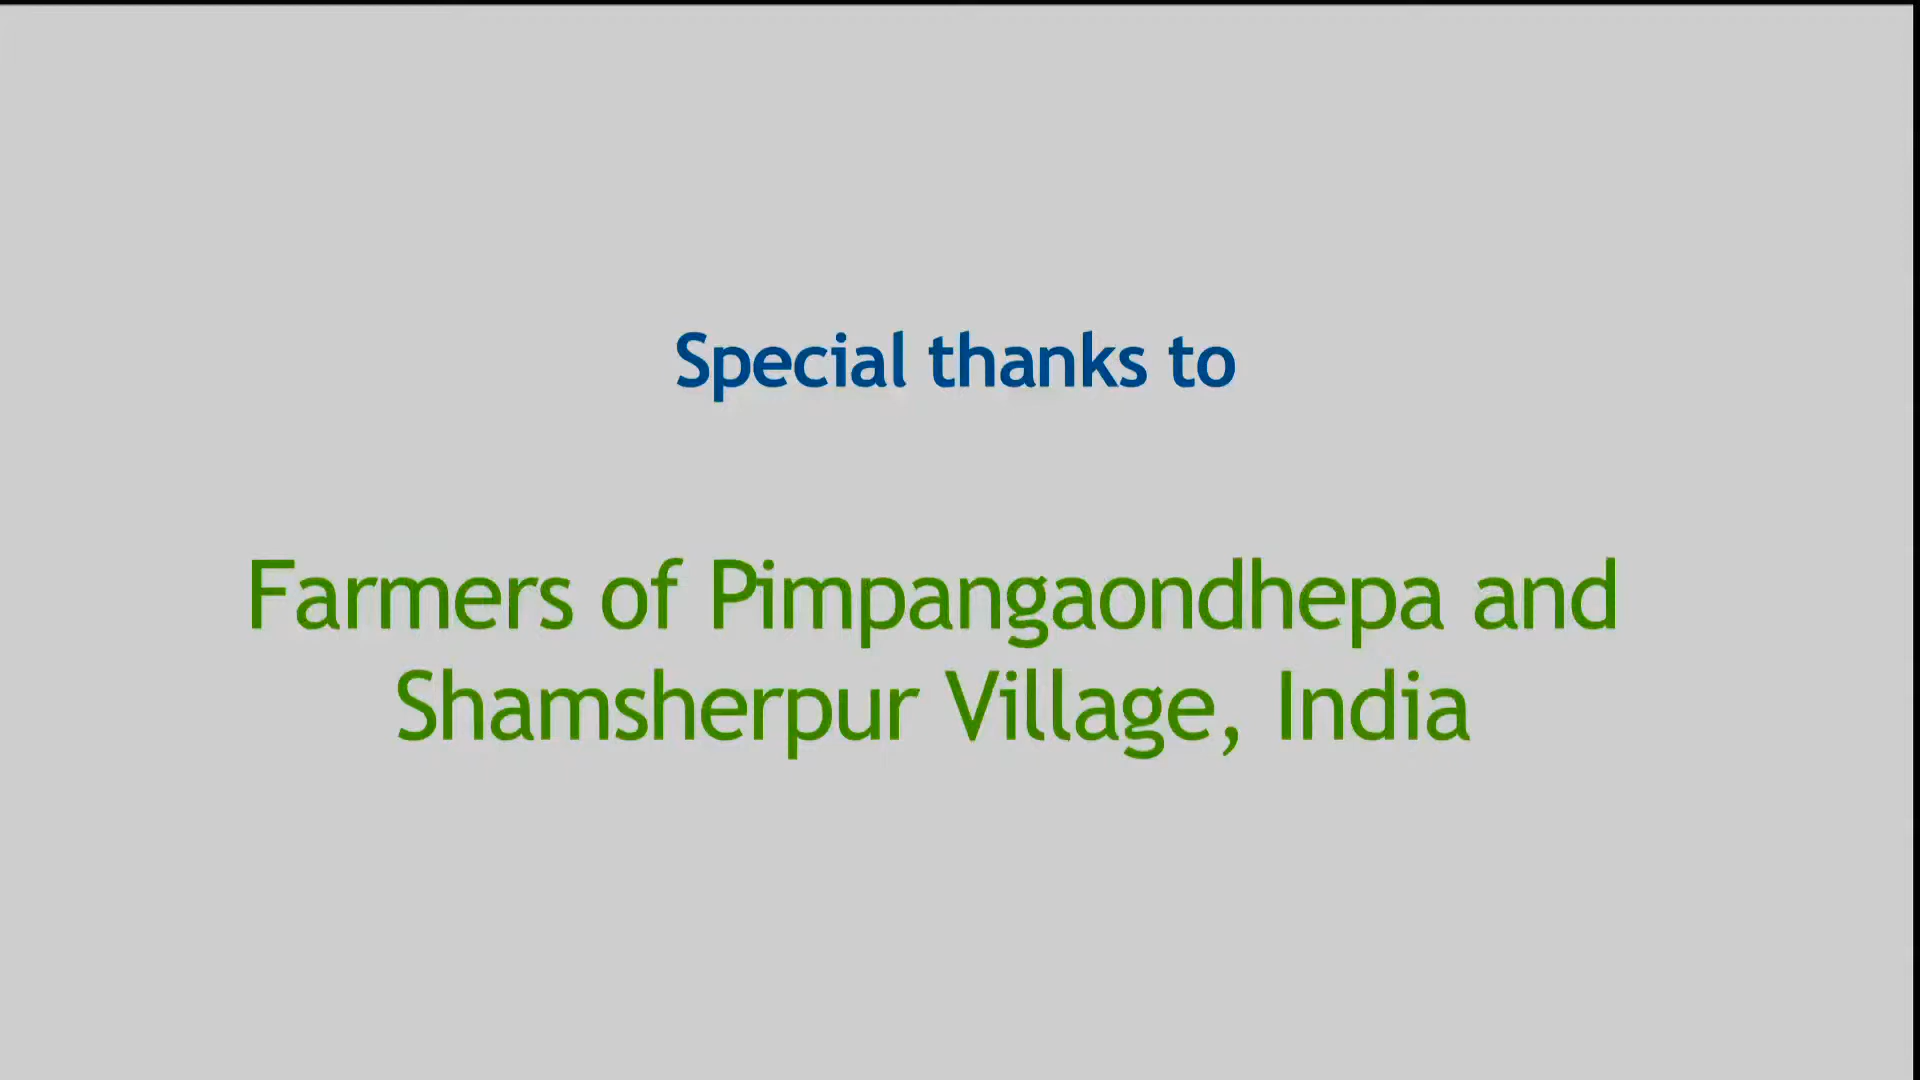 Special thanks to
Farmers of Pimpangaondhepa and
Shamsherpur Village, India